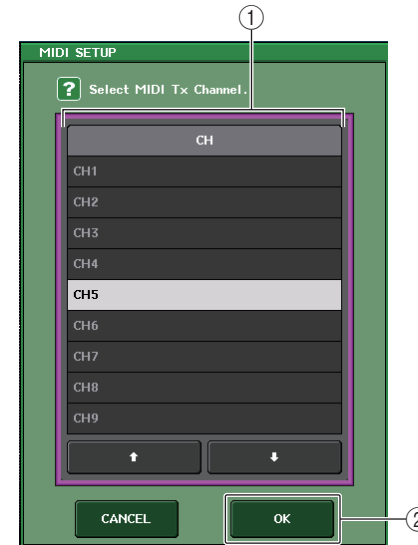 ①
MIDI SETUP
? Select MIDI Tx Channel.
CH
CH1
CH2
CH3
CH4
CH5
CH6
CH7
CH8
CH9
CANCEL OK ②